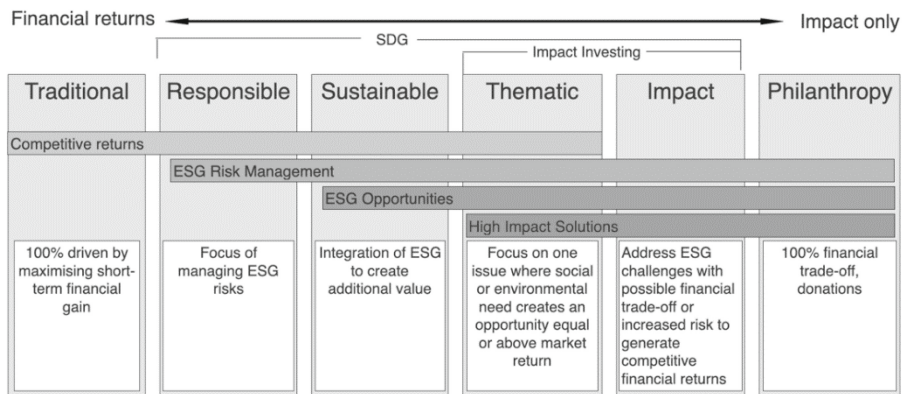 Financial returns
Impact only
SDG
Impact Investing
Traditional
Responsible
Sustainable
Thematic
Impact
Philanthropy
Competitive returns
ESG Risk Management
ESG Opportunities
High Impact Solutions
100% driven by
maximising short-
term financial
gain
Focus of
managing ESG
risks
Integration of ESG
to create
additional value
Focus on one
issue where social
or environmental
need creates an
opportunity equal
or above market
return
Address ESG
challenges with
possible financial
trade-off or
increased risk to
generate
competitive
financial returns
100% financial
trade-off,
donations